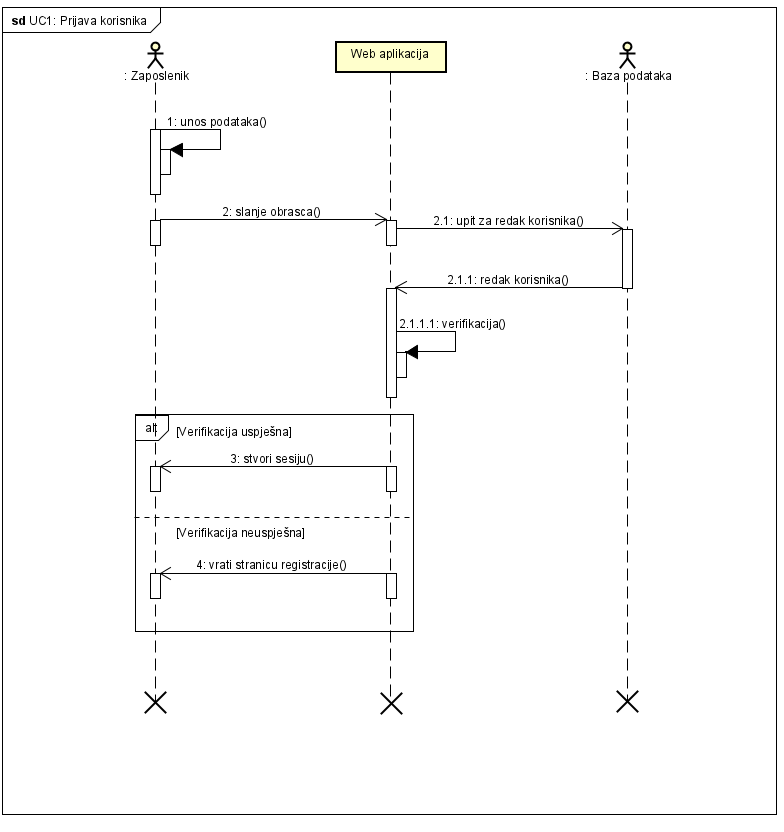 sd UC1: Prijava korisnika
: Zaposlenik
Web aplikacija
: Baza podataka
1: unos podataka()
2: slanje obrasca()
2.1: upit za redak korisnika()
2.1.1: redak korisnika()
2.1.1.1: verifikacija()
alt
[Verifikacija uspješna]
3: stvori sesiju()
[Verifikacija neuspješna]
4: vrati stranicu registracije()